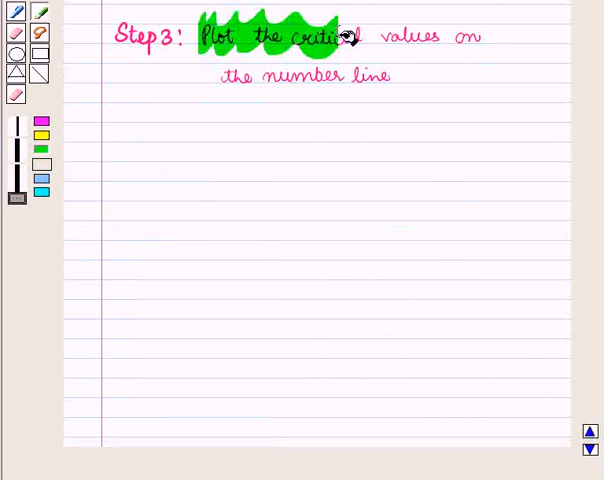 Step 3: Plot the critical values on
the number line